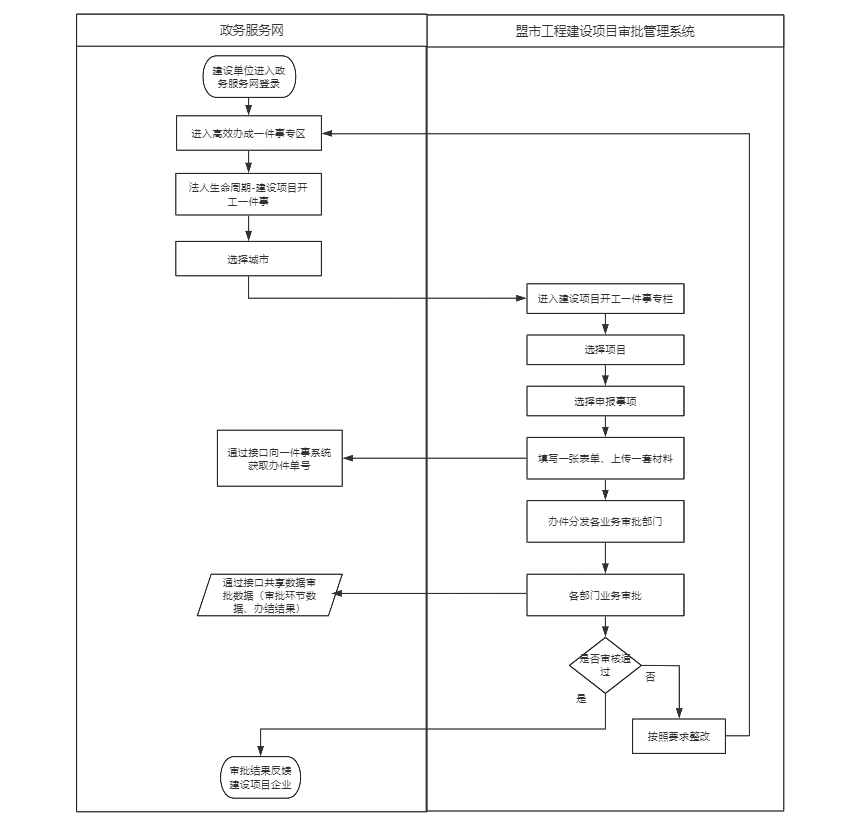 政务服务网
盟市工程建设项目审批管理系统
建设单位进入政
务服务网登录
进入高效办成一件事专区
法人生命周期-建设项目开
工一件事
选择城市
进入建设项目开工一件事专栏
选择项目
选择申报事项
填写一张表单、上传一套材料
通过接口向一件事系统
获取办件单号
办件分发各业务审批部门
各部门业务审批
通过接口共享数据审
批数据（审批环节数
据、办结结果）
是否审核通
过
否
是
按照要求整改
审批结果反馈
建设项目企业